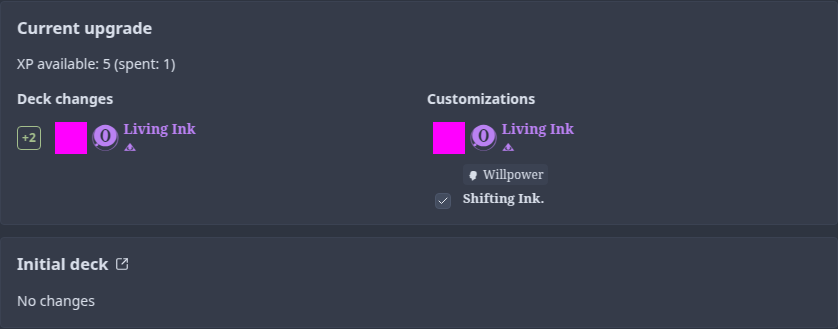 Current upgrade
XP available: 5 (spent: 1)
Deck changes
+2
0
Living Ink
Customizations
0
Living Ink
Willpower
Shifting Ink.
Initial deck
No changes